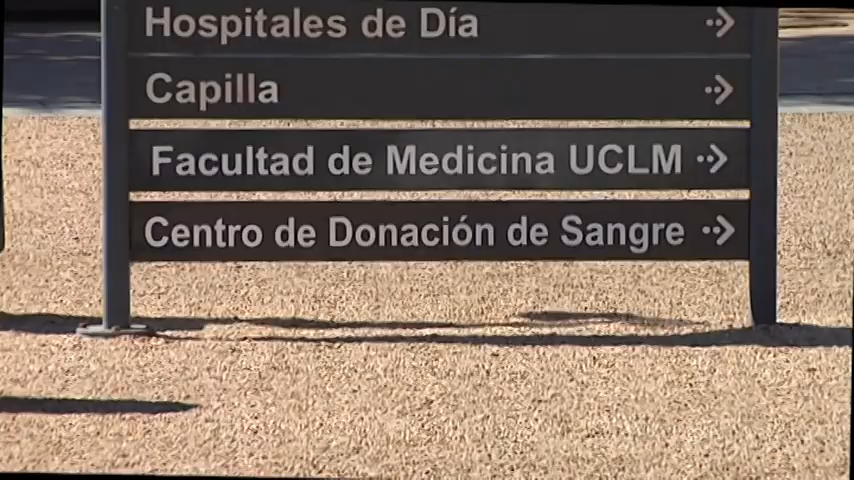 Hospitales de Día
Capilla
Facultad de Medicina UCLM
Centro de Donación de Sangre